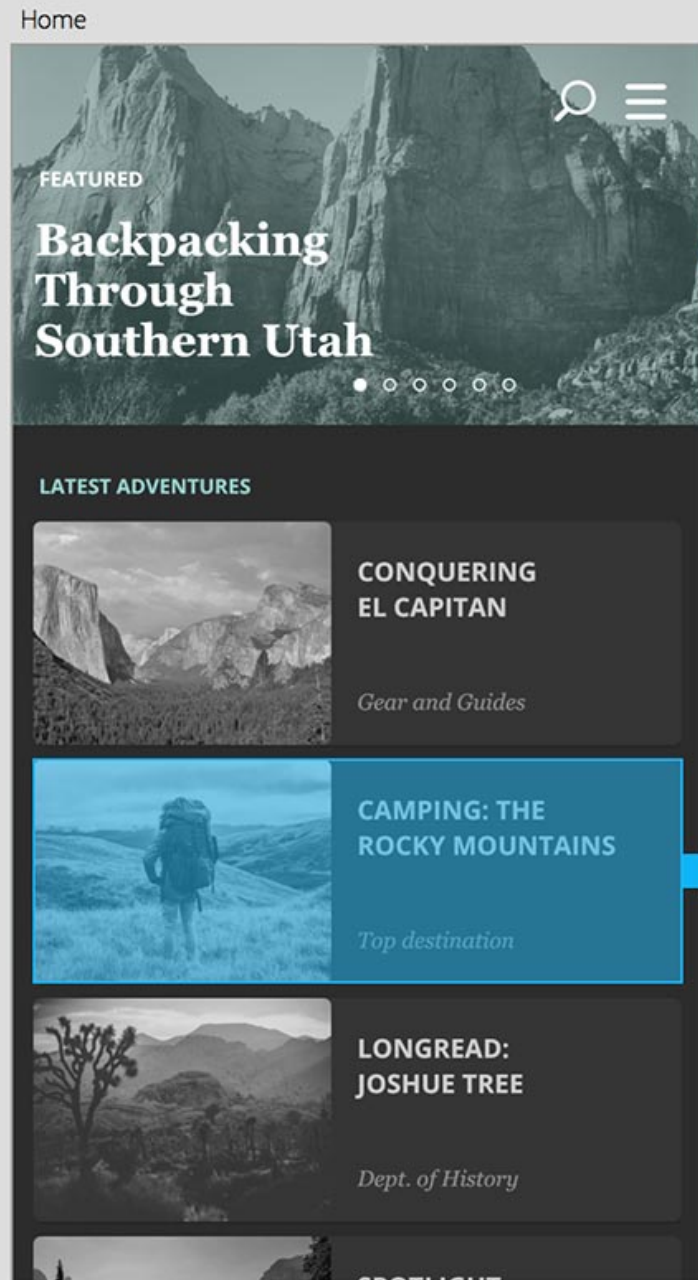 Home
FEATURED
Backpacking
Through
Southern Utah
LATEST ADVENTURES
CONQUERING
EL CAPITAN
Gear and Guides
CAMPING: THE
ROCKY MOUNTAINS
Top destination
LONGREAD:
JOSHUE TREE
Dept. of History
SPOTLIGHT